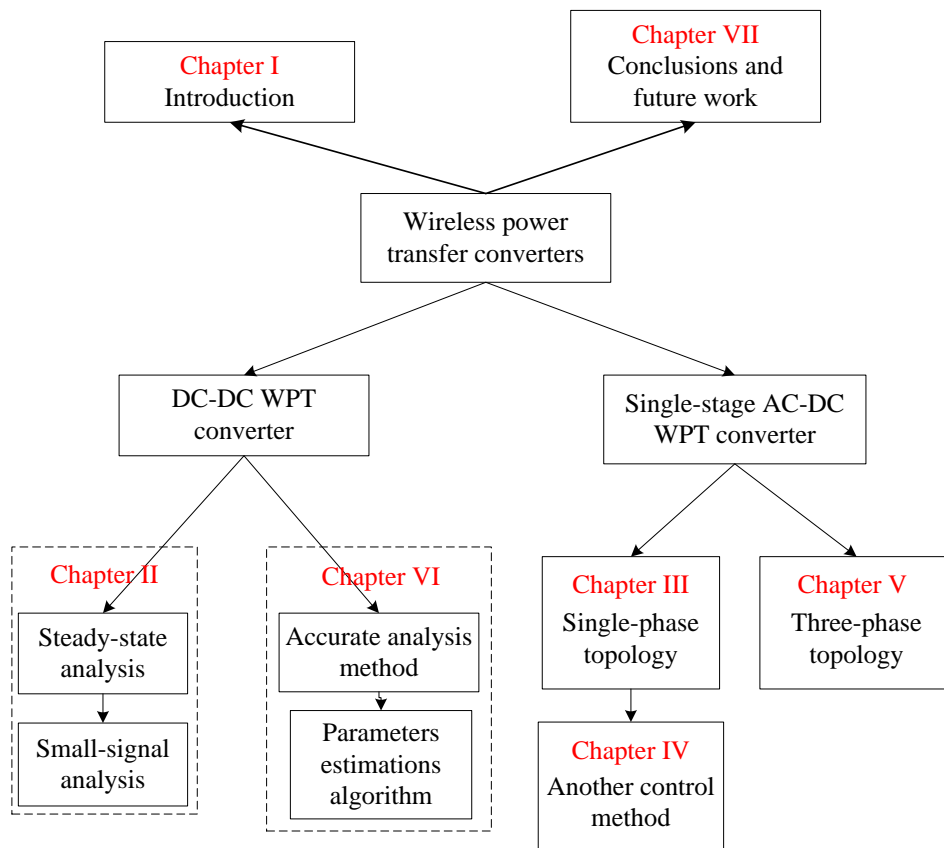 Chapter I
Introduction
Chapter VII
Conclusions and
future work
Wireless power
transfer converters
DC-DC WPT
converter
Single-stage AC-DC
WPT converter
Chapter II
Steady-state
analysis
Small-signal
analysis
Chapter VI
Accurate analysis
method
Parameters
estimations
algorithm
Chapter III
Single-phase
topology
Chapter IV
Another control
method
Chapter V
Three-phase
topology